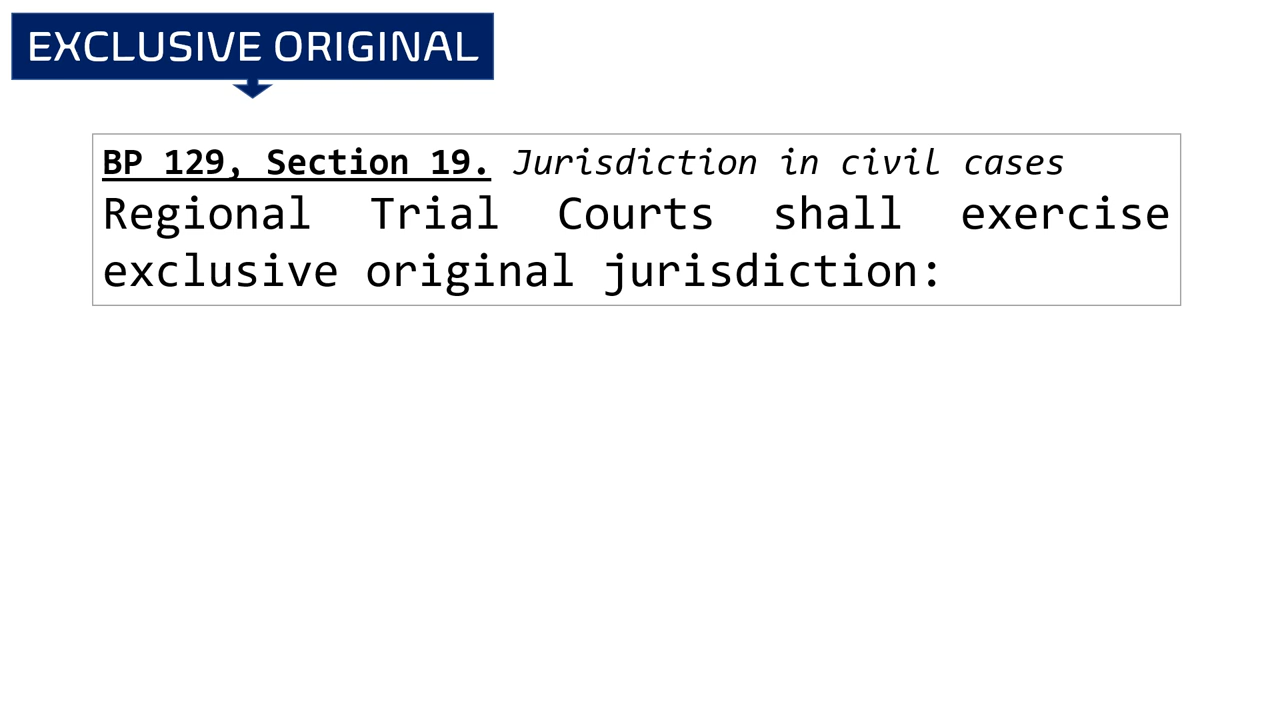 EXCLUSIVE ORIGINAL
BP 129, Section 19. Jurisdiction in civil cases
Regional Trial Courts shall exercise
exclusive original jurisdiction: